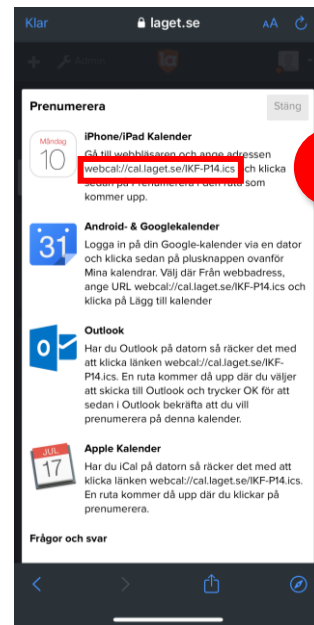 Klar
laget.se
AA
Admin
Prenumerera
Stäng
Måndag
10
iPhone/iPad Kalender
Gå till webbläsaren och ange adressen
webcal://cal.laget.se/IKF-P14.ics och klicka
sedan på Prenumerera i den ruta som
kommer upp.
31
Android- & Googlekalender
Logga in på din Google-kalender via en dator
och klicka sedan på plusknappen ovanför
Mina kalendrar. Välj där Från webbadress,
ange URL webcal://cal.laget.se/IKF-P14.ics och
klicka på Lägg till kalender
Outlook
Har du Outlook på datorn så räcker det med
att klicka länken webcal://cal.laget.se/IKF-
P14.ics. En ruta kommer då upp där du väljer
att skicka till Outlook och trycker OK för att
sedan i Outlook bekräfta att du vill
prenumerera på denna kalender.
JUL
17
Apple Kalender
Har du iCal på datorn så räcker det med att
klicka länken webcal://cal.laget.se/IKF-P14.ics.
En ruta kommer då upp där du klickar på
prenumerera.
Frågor och svar